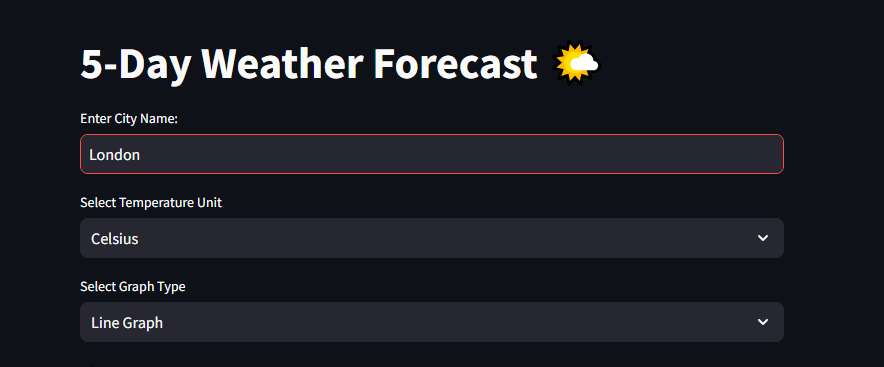 5-Day Weather Forecast
Enter City Name:
London
Select Temperature Unit
Celsius
Select Graph Type
Line Graph